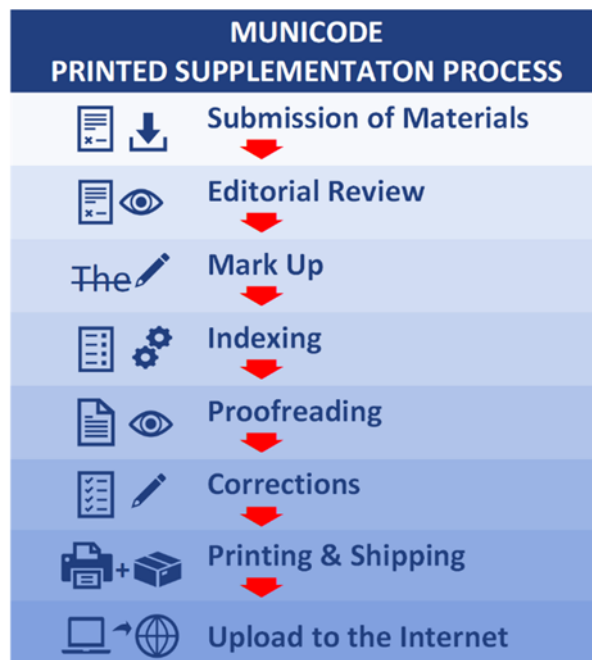 MUNICODE
PRINTED SUPPLEMENTATON PROCESS
Submission of Materials
Editorial Review
The
Mark Up
Indexing
Proofreading
Corrections
Printing & Shipping
Upload to the Internet